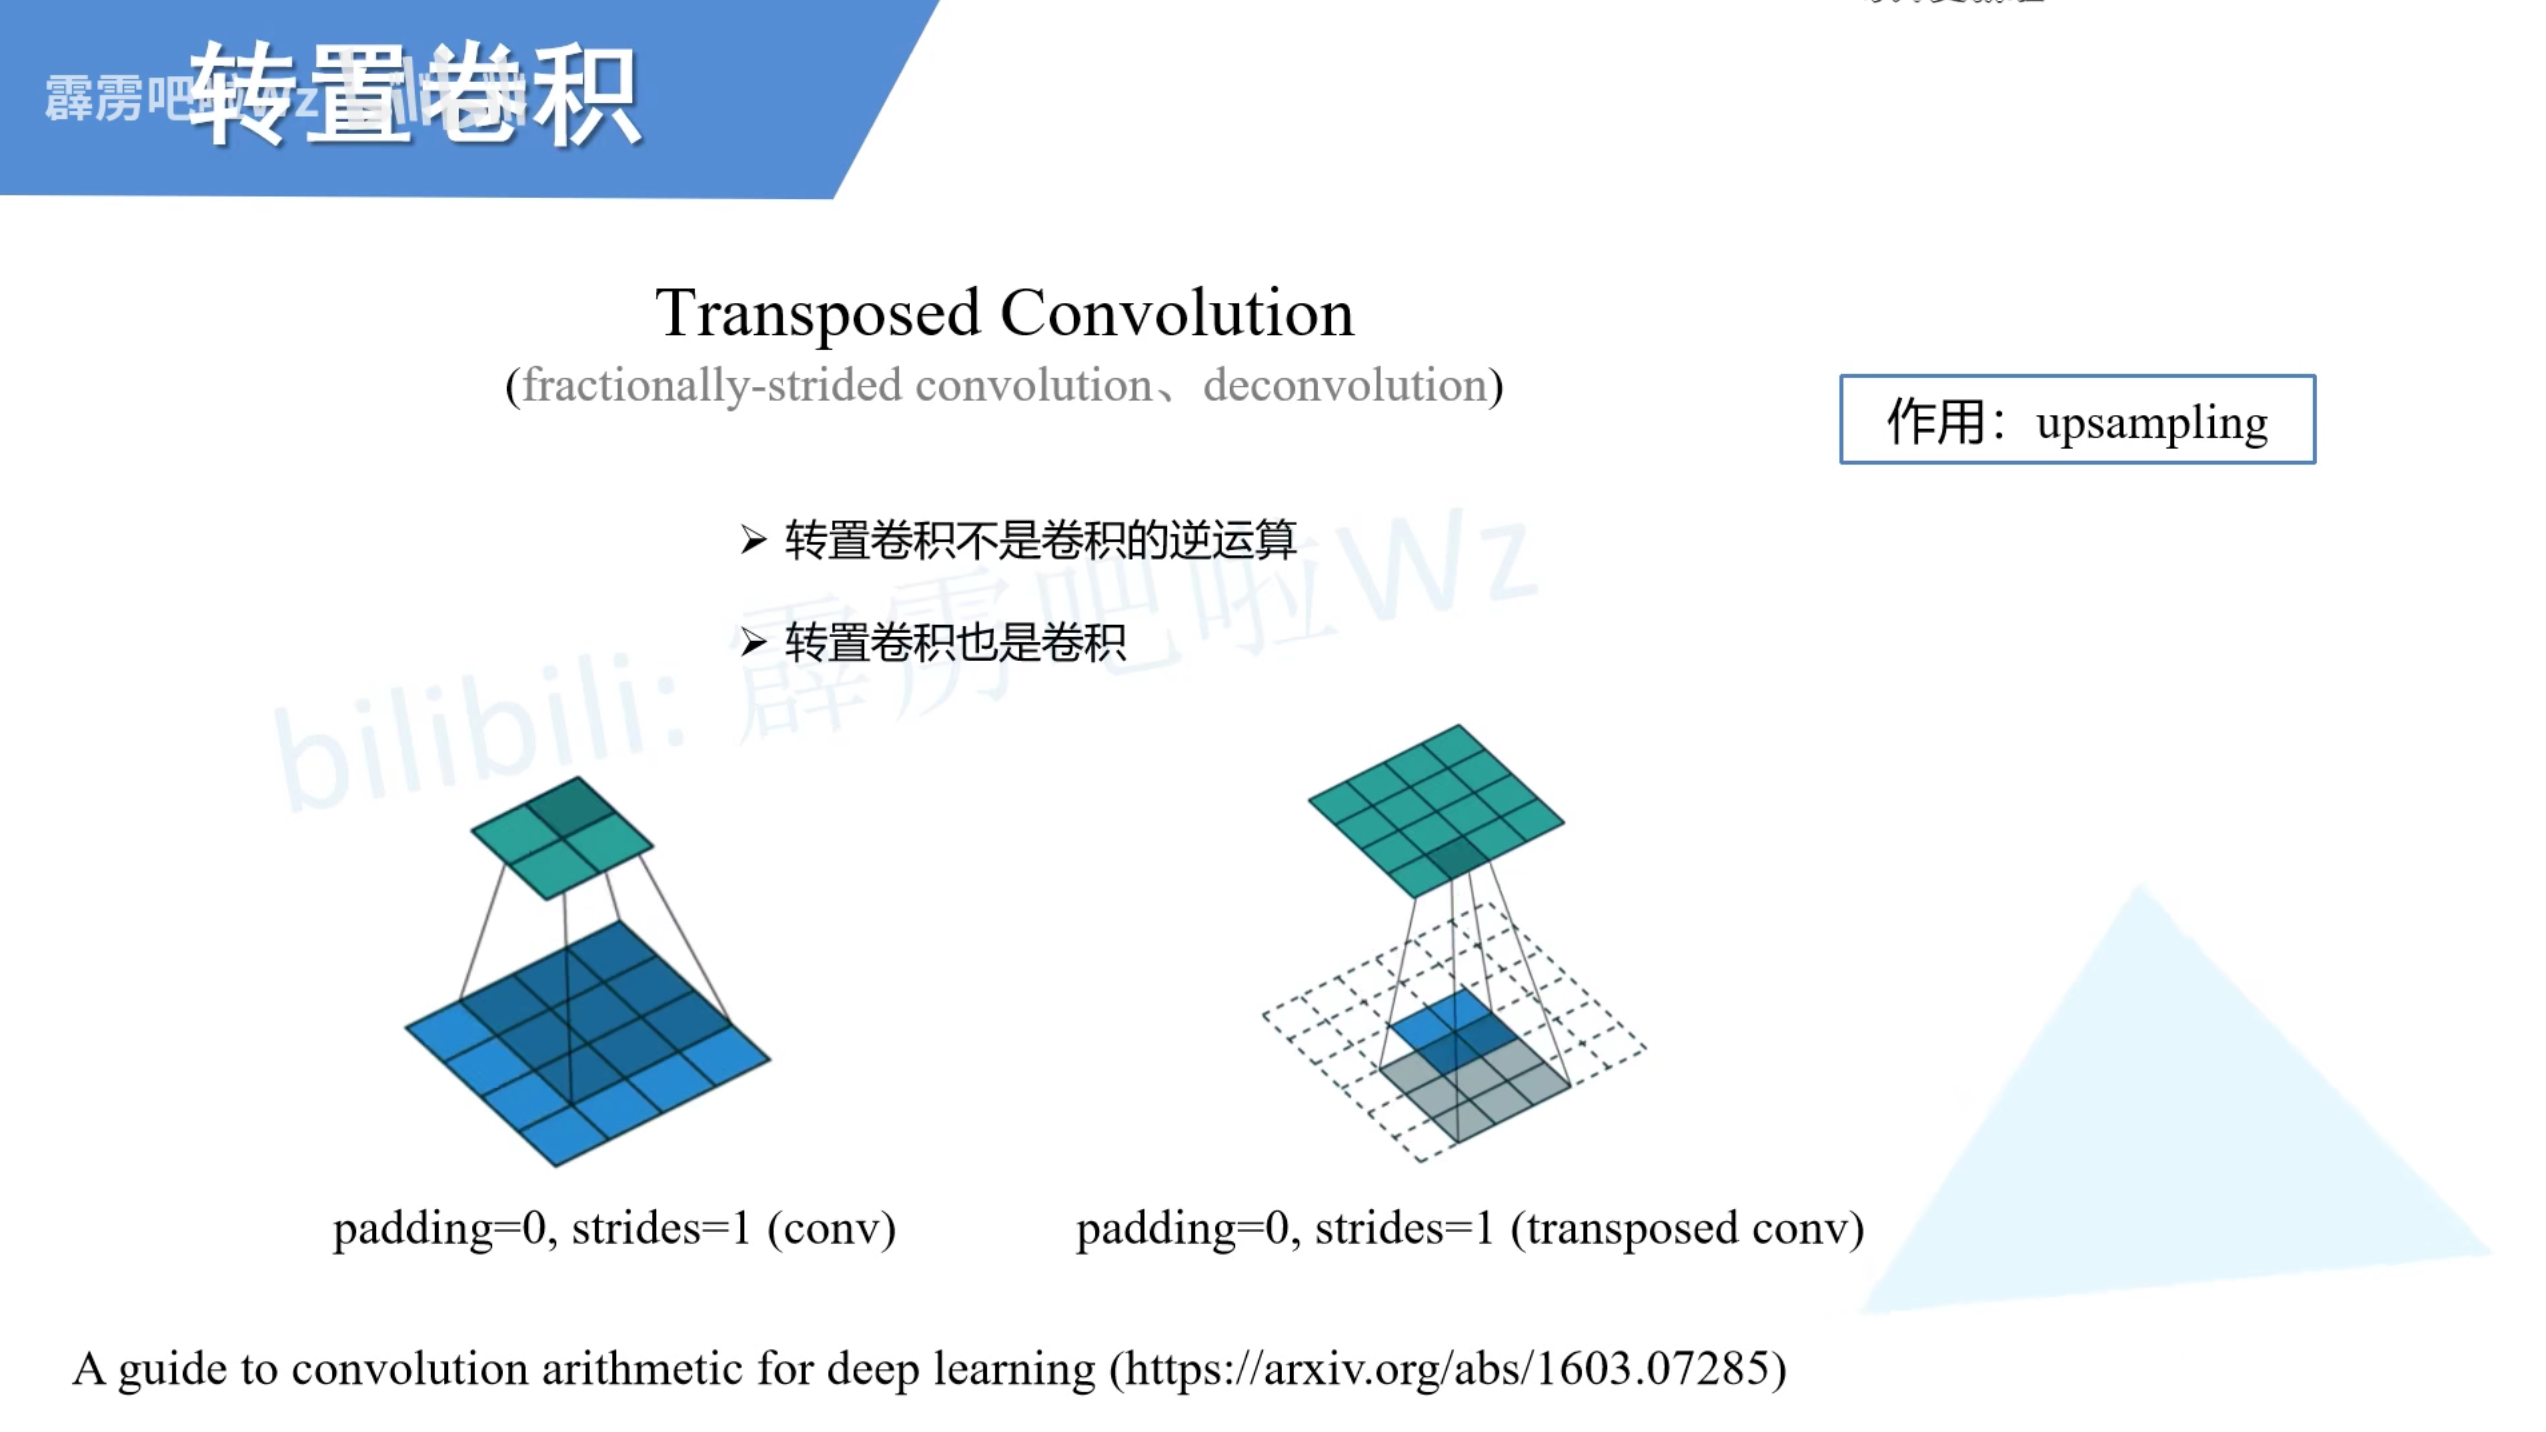 转置卷积
霹雳吧啦Wz
bilibili
Transposed Convolution
(fractionally-strided convolution、deconvolution)
作用：upsampling
➢ 转置卷积不是卷积的逆运算
➢ 转置卷积也是卷积
bilibili: 霹雳吧啦Wz
padding=0, strides=1 (conv)
padding=0, strides=1 (transposed conv)
A guide to convolution arithmetic for deep learning (https://arxiv.org/abs/1603.07285)